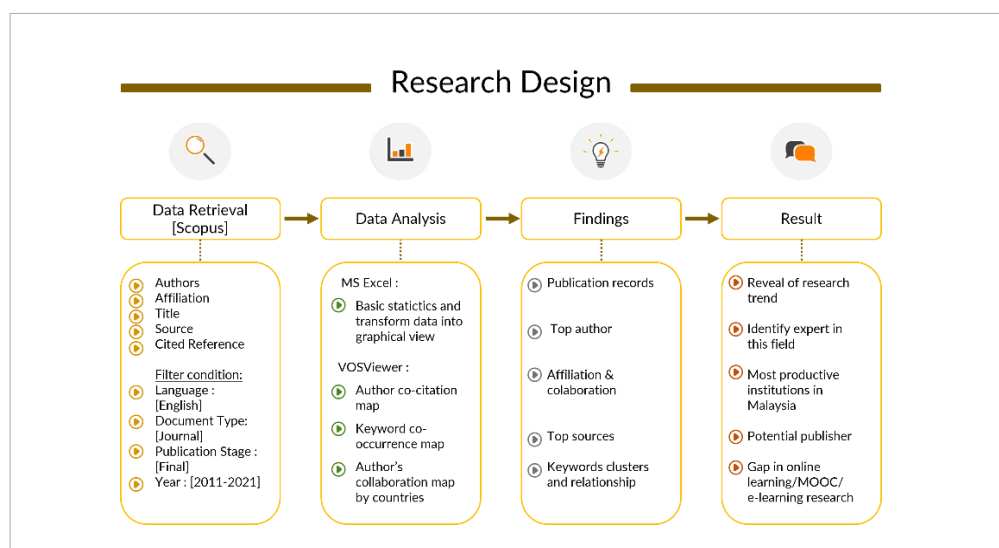 Research Design
Data Retrieval
[Scopus]
Data Analysis
Findings
Result
Authors
Affiliation
Title
Source
Cited Reference
Filter condition:
Language :
[English]
Document Type:
[Journal]
Publication Stage :
[Final]
Year : [2011-2021]
MS Excel :
Basic statictics and
transform data into
graphical view
VOSViewer :
Author co-citation
map
Keyword co-
occurrence map
Author's
collaboration map
by countries
Publication records
Top author
Affiliation &
colaboration
Top sources
Keywords clusters
and relationship
Reveal of research
trend
Identify expert in
this field
Most productive
institutions in
Malaysia
Potential publisher
Gap in online
learning/MOOC/
e-learning research